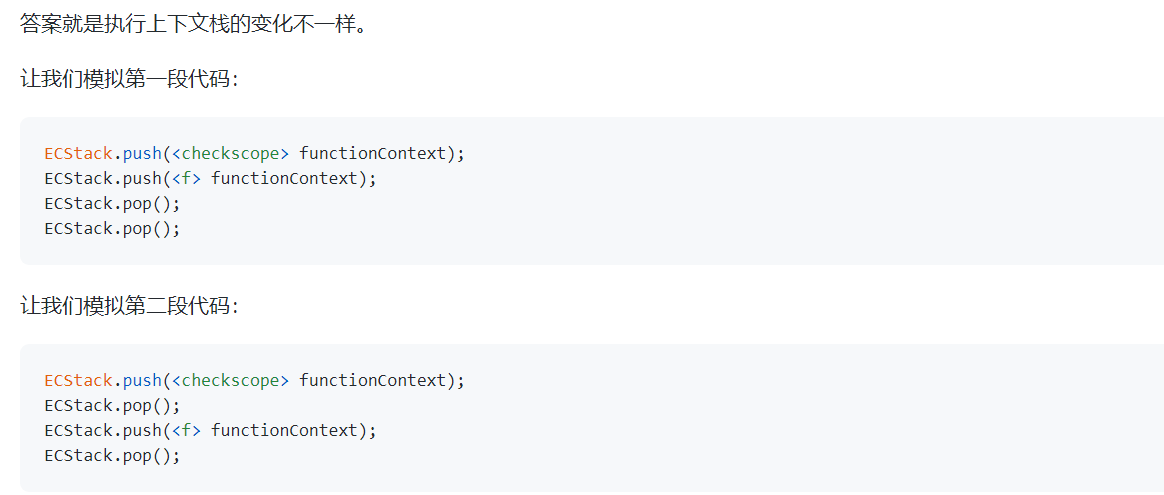 答案就是执行上下文栈的变化不一样。
让我们模拟第一段代码：
ECStack.push(<checkscope> functionContext);
ECStack.push(<f> functionContext);
ECStack.pop();
ECStack.pop();
让我们模拟第二段代码：
ECStack.push(<checkscope> functionContext);
ECStack.pop();
ECStack.push(<f> functionContext);
ECStack.pop();